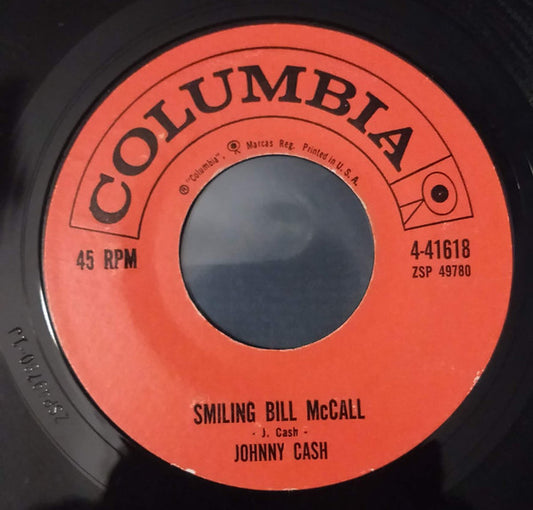 COLUMBIA
® "Columbia", Marcas Reg. Printed in U.S.A.
45 RPM
4-41618
ZSP 49780
SMILING BILL McCALL
- J. Cash -
JOHNNY CASH